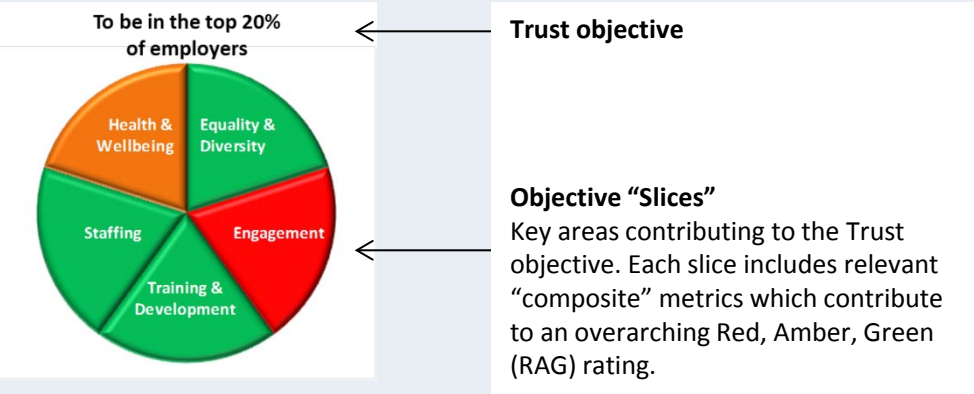 To be in the top 20%
of employers
Health &
Wellbeing
Equality &
Diversity
Staffing
Engagement
Training &
Development
Trust objective
Objective “Slices”
Key areas contributing to the Trust
objective. Each slice includes relevant
“composite” metrics which contribute
to an overarching Red, Amber, Green
(RAG) rating.